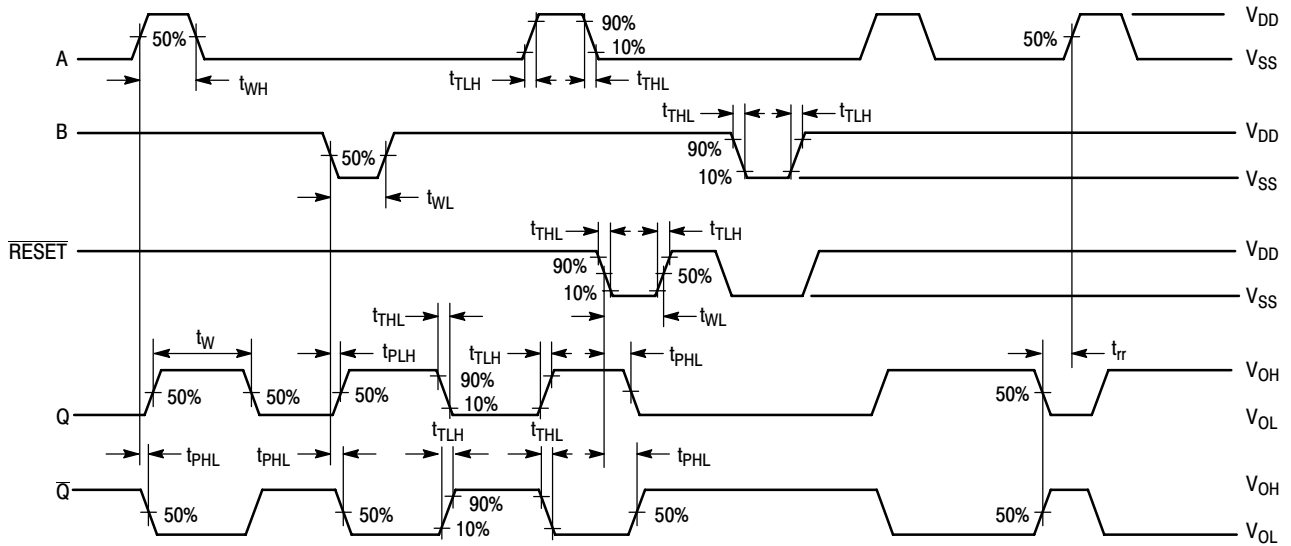 50% 90% 50% V_DD
A 10% V_SS
t_WH t_TLH t_THL
t_THL t_TLH
B V_DD
50% 90%
10% V_SS
t_WL
t_THL t_TLH
R̅E̅S̅E̅T̅ V_DD
90% 50%
10% V_SS
t_THL t_WL
t_W t_PLH t_TLH t_PHL t_rr
V_OH
50% 50% 50% 90% 50%
10%
Q V_OL
t_TLH t_THL
t_PHL t_PHL t_PHL
Q̅ V_OH
50% 50% 90% 50% 50%
10%
V_OL